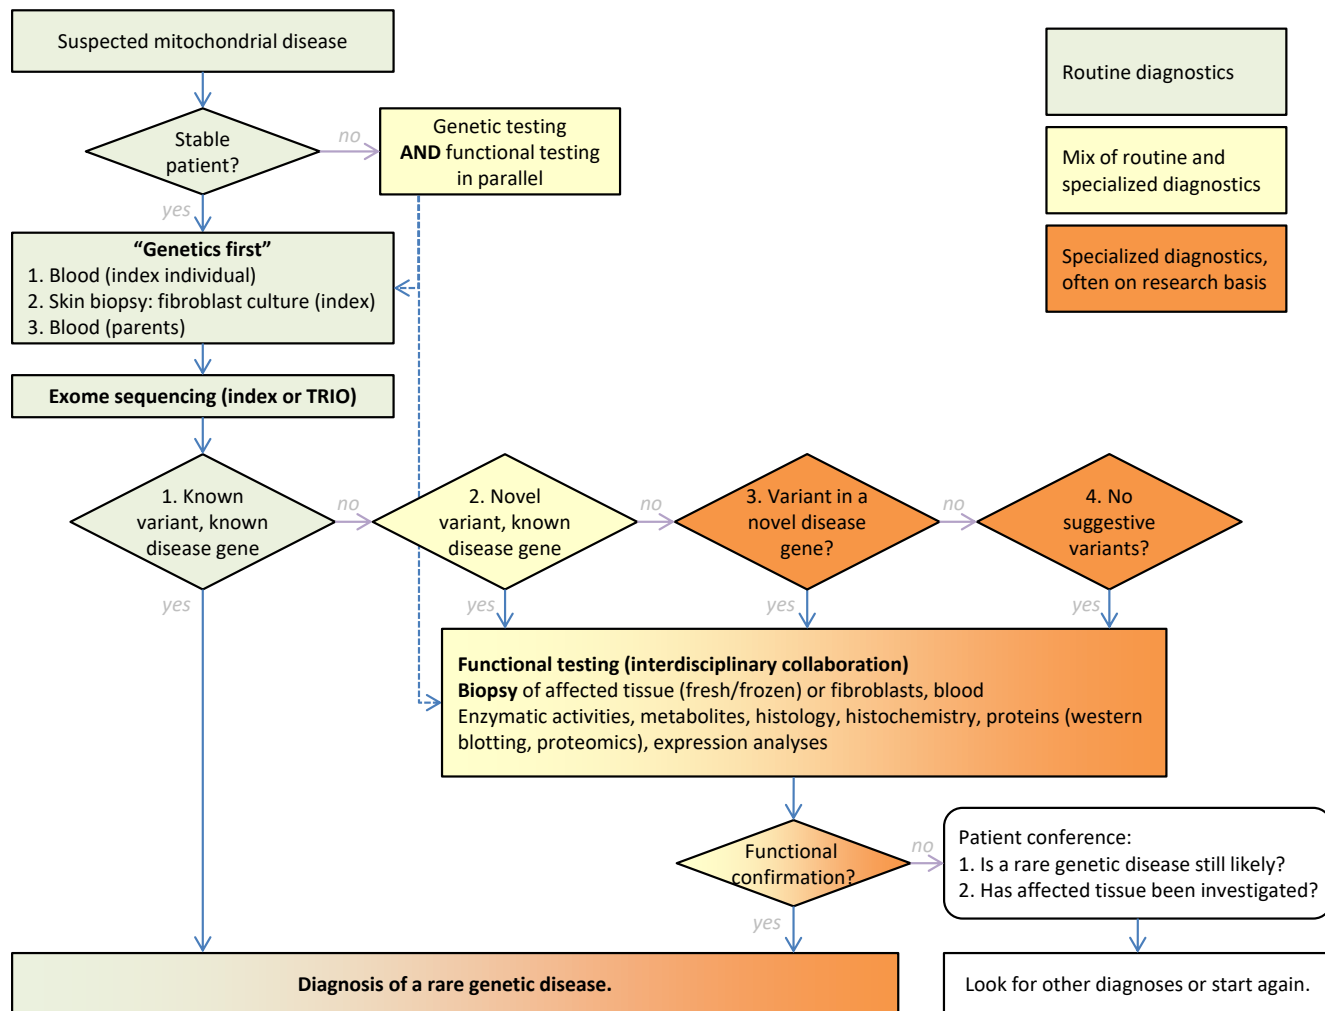 Suspected mitochondrial disease
Routine diagnostics
Stable
patient?
no
Genetic testing
AND functional testing
in parallel
Mix of routine and
specialized diagnostics
yes
Specialized diagnostics,
often on research basis
“Genetics first”
1. Blood (index individual)
2. Skin biopsy: fibroblast culture (index)
3. Blood (parents)
Exome sequencing (index or TRIO)
1. Known
variant, known
disease gene
no
2. Novel
variant, known
disease gene
no
3. Variant in a
novel disease
gene?
no
4. No
suggestive
variants?
yes
yes
yes
yes
Functional testing (interdisciplinary collaboration)
Biopsy of affected tissue (fresh/frozen) or fibroblasts, blood
Enzymatic activities, metabolites, histology, histochemistry, proteins (western
blotting, proteomics), expression analyses
Functional
confirmation?
no
Patient conference:
1. Is a rare genetic disease still likely?
2. Has affected tissue been investigated?
yes
Diagnosis of a rare genetic disease.
Look for other diagnoses or start again.